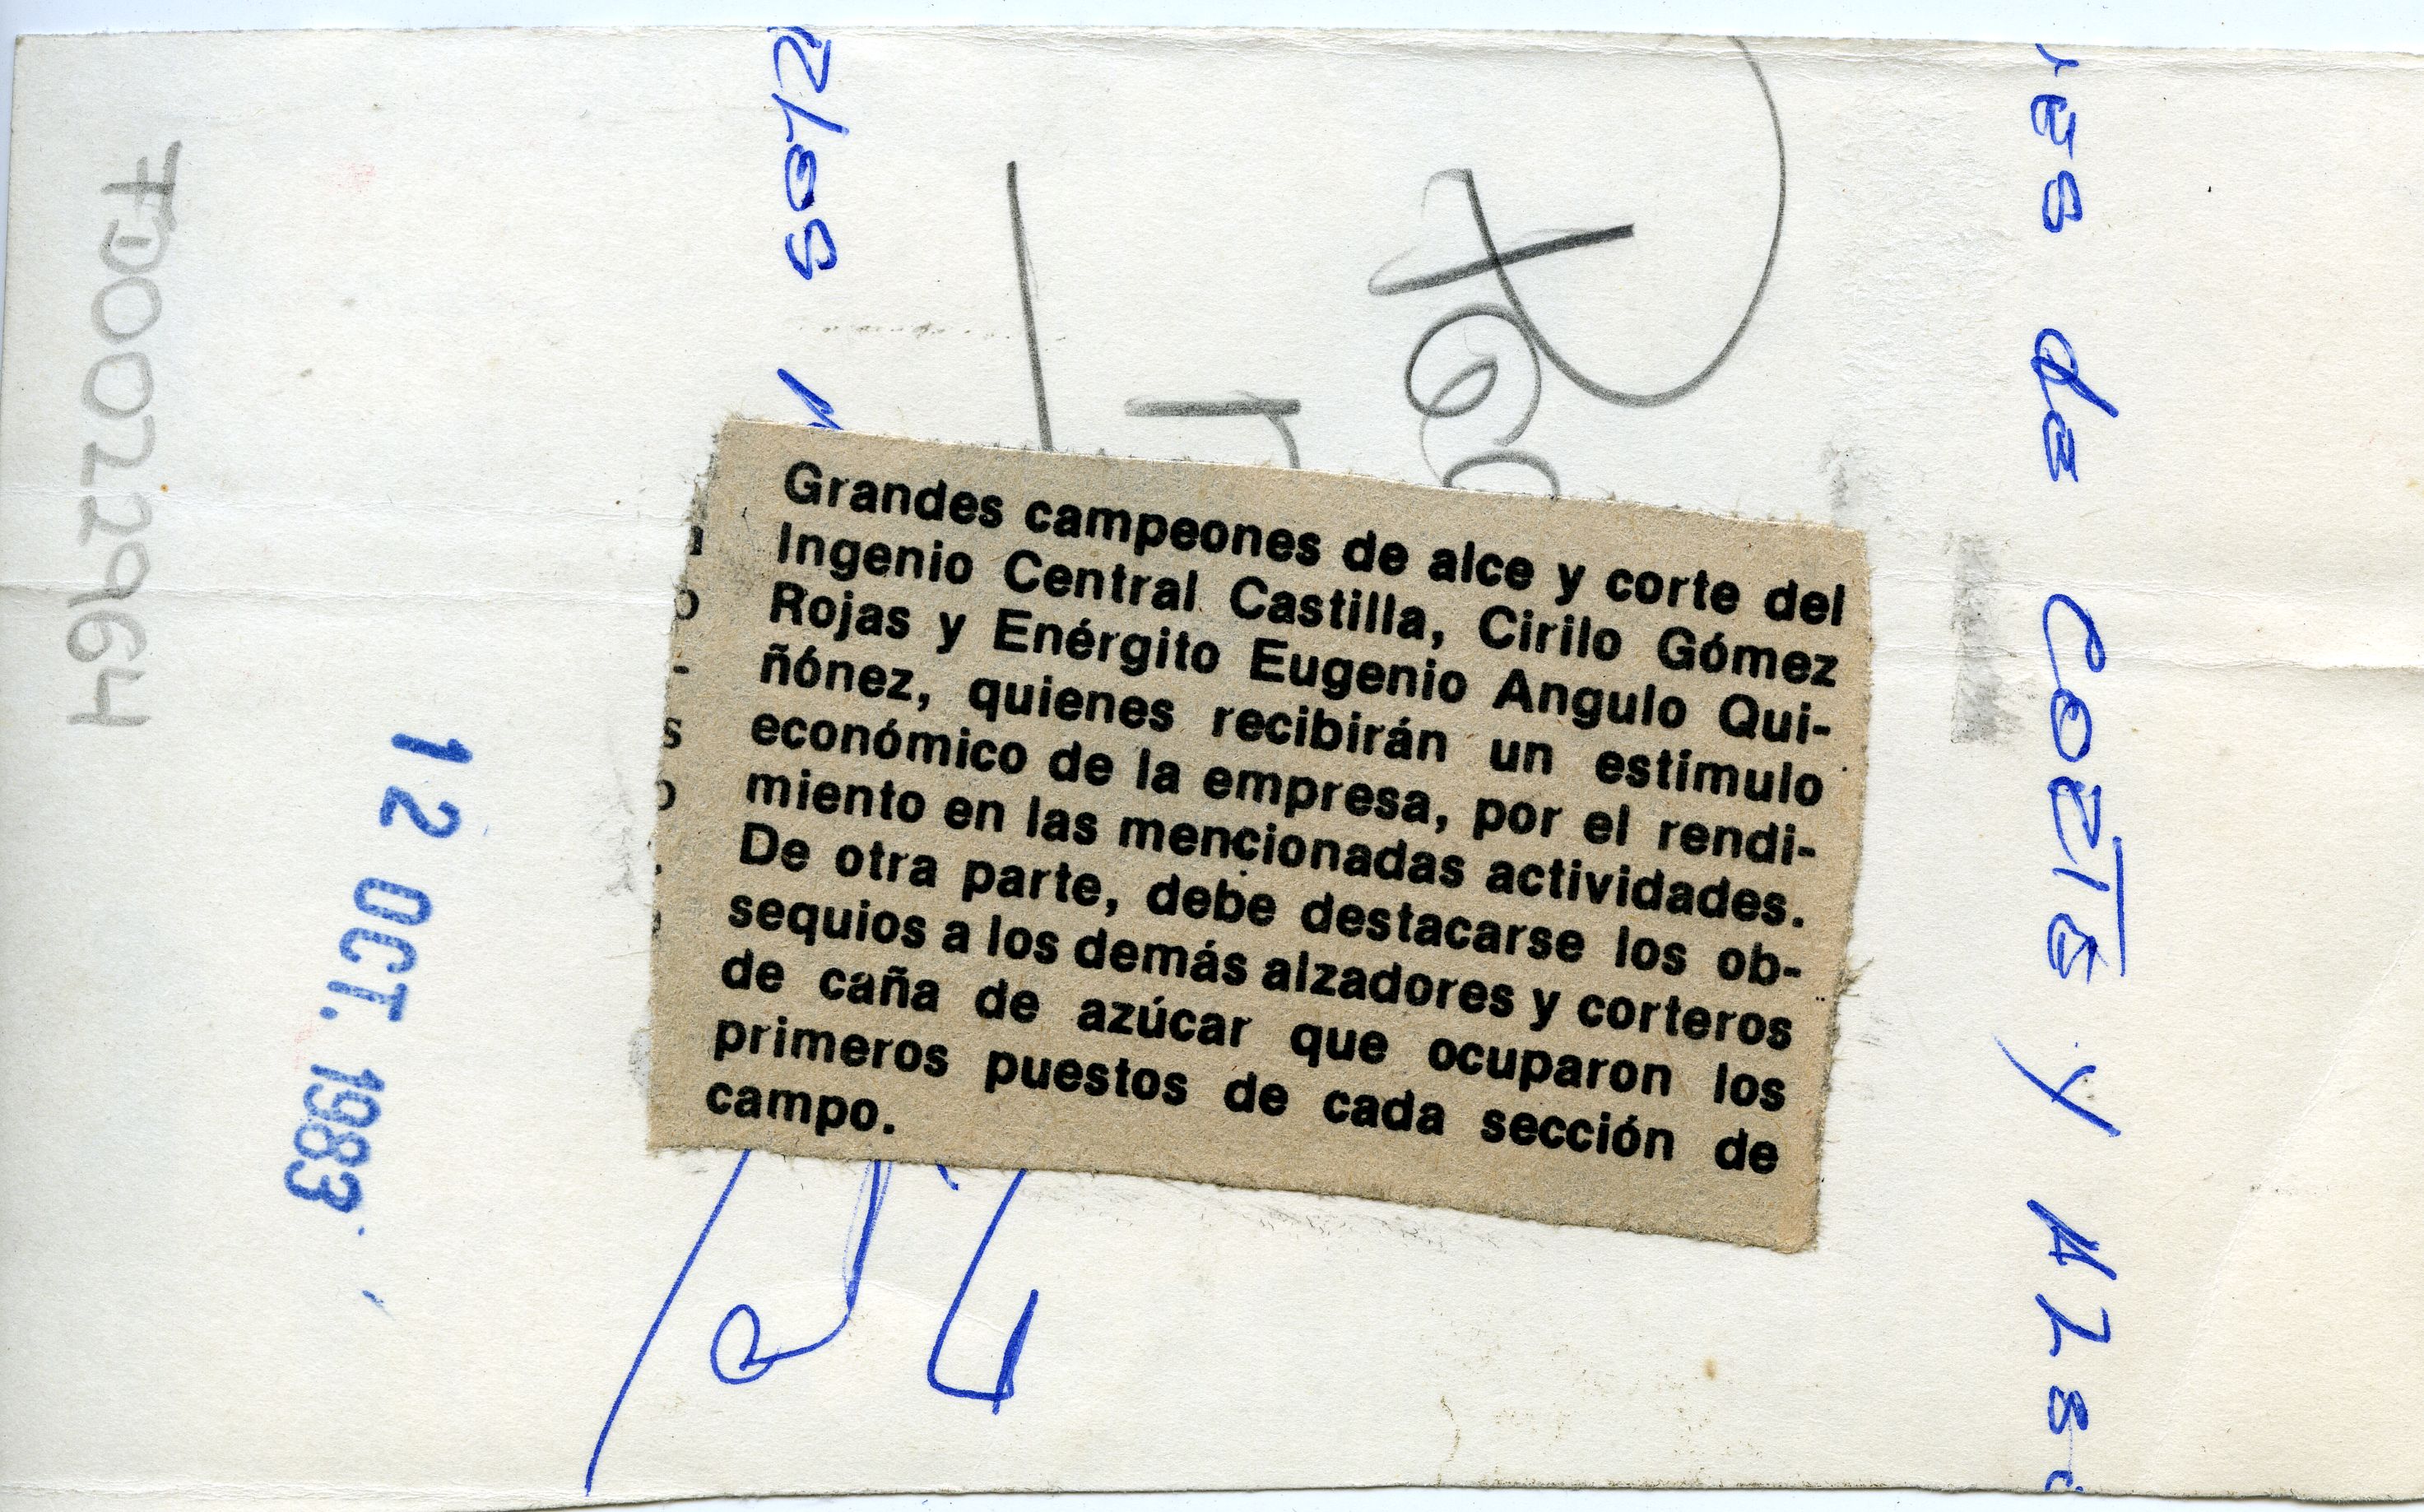 Grandes campeones de alce y corte del
Ingenio Central Castilla, Cirilo Gómez
Rojas y Enérgito Eugenio Angulo Qui-
ñónez, quienes recibirán un estímulo
económico de la empresa, por el rendi-
miento en las mencionadas actividades.
De otra parte, debe destacarse los ob-
sequios a los demás alzadores y corteros
de caña de azúcar que ocuparon los
primeros puestos de cada sección de
campo.
de corte y
12 OCT. 1983
FD0022964